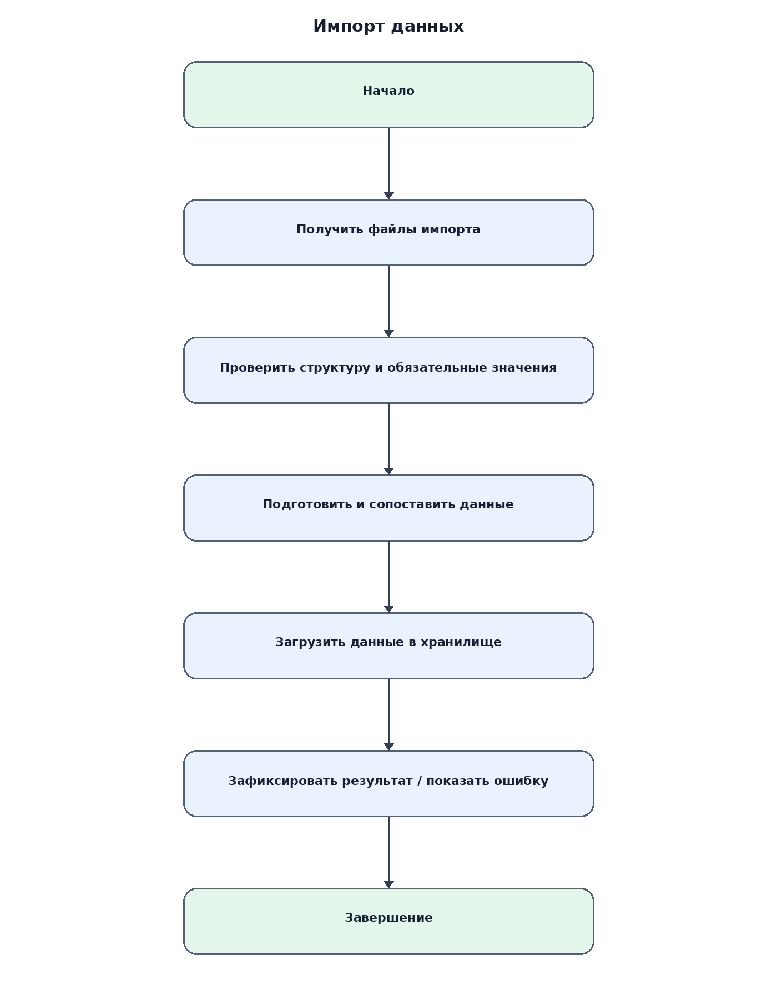 Импорт данных
Начало
Получить файлы импорта
Проверить структуру и обязательные значения
Подготовить и сопоставить данные
Загрузить данные в хранилище
Зафиксировать результат / показать ошибку
Завершение